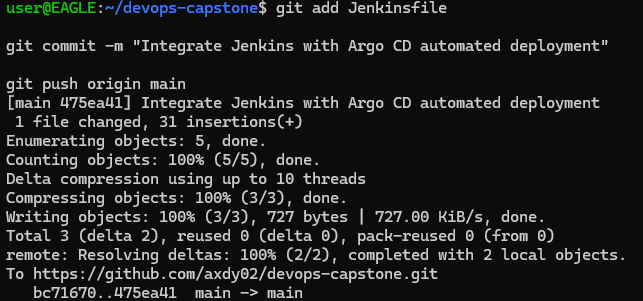 user@EAGLE:~/devops-capstone$ git add Jenkinsfile
git commit -m "Integrate Jenkins with Argo CD automated deployment"
git push origin main
[main 475ea41] Integrate Jenkins with Argo CD automated deployment
 1 file changed, 31 insertions(+)
Enumerating objects: 5, done.
Counting objects: 100% (5/5), done.
Delta compression using up to 10 threads
Compressing objects: 100% (3/3), done.
Writing objects: 100% (3/3), 727 bytes | 727.00 KiB/s, done.
Total 3 (delta 2), reused 0 (delta 0), pack-reused 0 (from 0)
remote: Resolving deltas: 100% (2/2), completed with 2 local objects.
To https://github.com/axdy02/devops-capstone.git
   bc71670..475ea41  main -> main